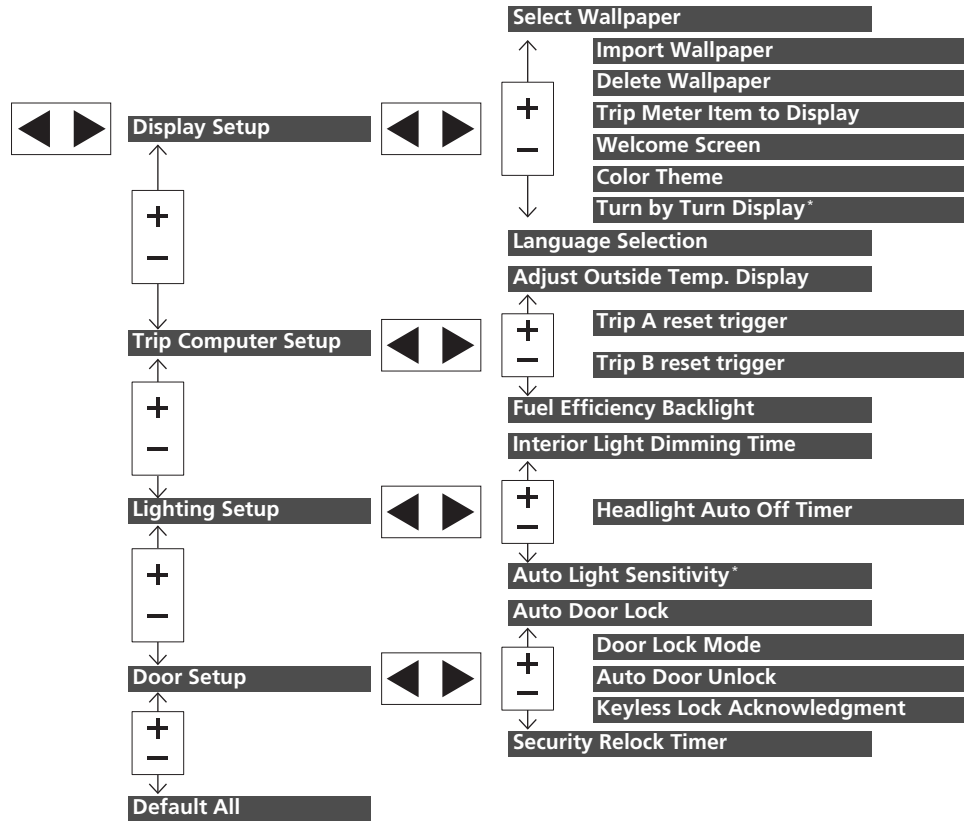 Select Wallpaper
Import Wallpaper
Delete Wallpaper
Trip Meter Item to Display
Display Setup
Welcome Screen
Color Theme
Turn by Turn Display*
Language Selection
Adjust Outside Temp. Display
Trip A reset trigger
Trip Computer Setup
Trip B reset trigger
Fuel Efficiency Backlight
Interior Light Dimming Time
Lighting Setup
Headlight Auto Off Timer
Auto Light Sensitivity*
Auto Door Lock
Door Lock Mode
Door Setup
Auto Door Unlock
Keyless Lock Acknowledgment
Security Relock Timer
Default All